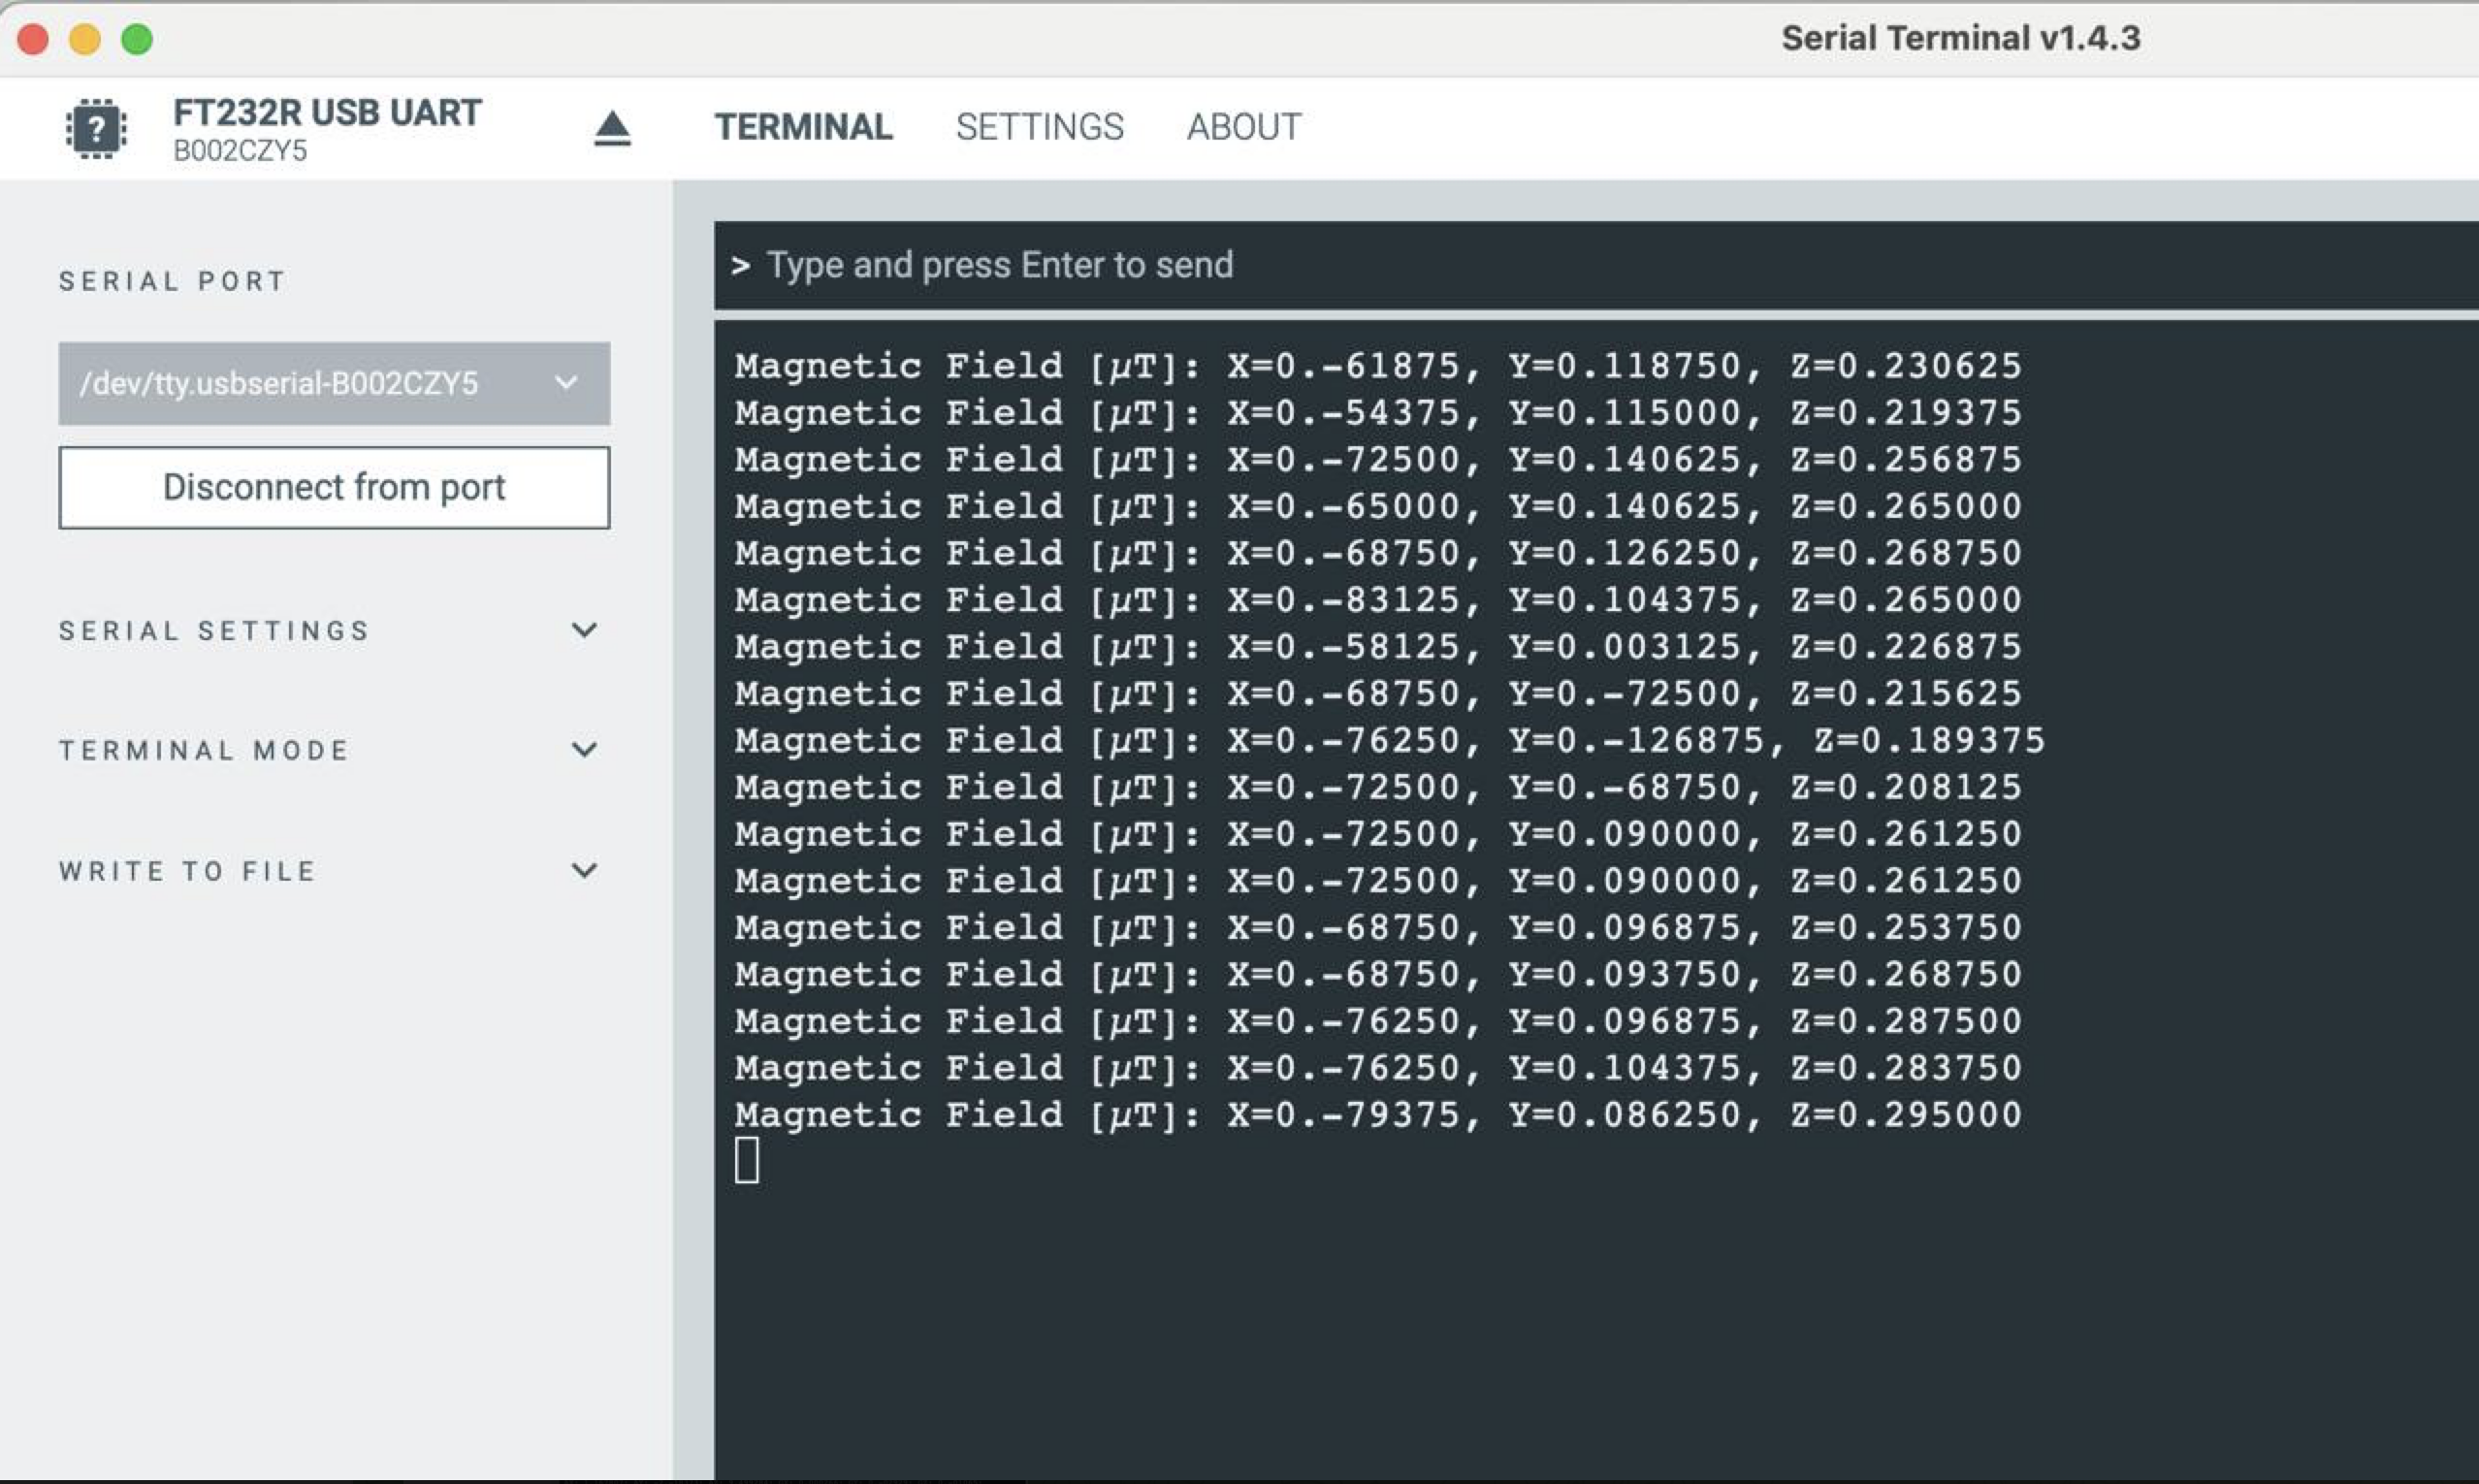 Serial Terminal v1.4.3
FT232R USB UART
B002CZY5
TERMINAL SETTINGS ABOUT
SERIAL PORT
/dev/tty.usbserial-B002CZY5
Disconnect from port
SERIAL SETTINGS
TERMINAL MODE
WRITE TO FILE
> Type and press Enter to send
Magnetic Field [µT]: X=0.-61875, Y=0.118750, Z=0.230625
Magnetic Field [µT]: X=0.-54375, Y=0.115000, Z=0.219375
Magnetic Field [µT]: X=0.-72500, Y=0.140625, Z=0.256875
Magnetic Field [µT]: X=0.-65000, Y=0.140625, Z=0.265000
Magnetic Field [µT]: X=0.-68750, Y=0.126250, Z=0.268750
Magnetic Field [µT]: X=0.-83125, Y=0.104375, Z=0.265000
Magnetic Field [µT]: X=0.-58125, Y=0.003125, Z=0.226875
Magnetic Field [µT]: X=0.-68750, Y=0.-72500, Z=0.215625
Magnetic Field [µT]: X=0.-76250, Y=0.-126875, Z=0.189375
Magnetic Field [µT]: X=0.-72500, Y=0.-68750, Z=0.208125
Magnetic Field [µT]: X=0.-72500, Y=0.090000, Z=0.261250
Magnetic Field [µT]: X=0.-72500, Y=0.090000, Z=0.261250
Magnetic Field [µT]: X=0.-68750, Y=0.096875, Z=0.253750
Magnetic Field [µT]: X=0.-68750, Y=0.093750, Z=0.268750
Magnetic Field [µT]: X=0.-76250, Y=0.096875, Z=0.287500
Magnetic Field [µT]: X=0.-76250, Y=0.104375, Z=0.283750
Magnetic Field [µT]: X=0.-79375, Y=0.086250, Z=0.295000